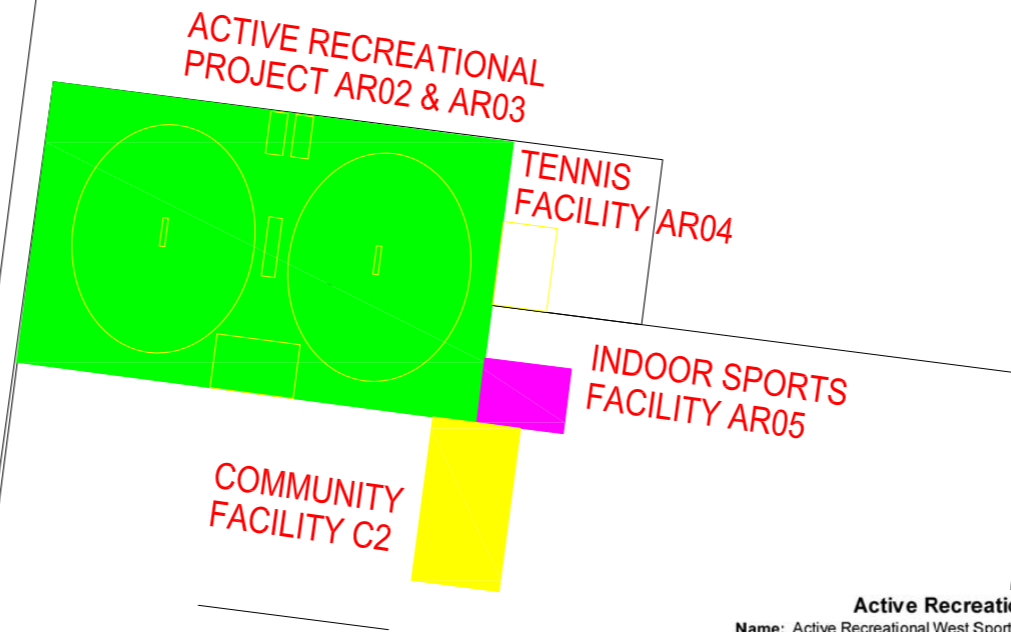 ACTIVE RECREATIONAL
PROJECT AR02 & AR03
TENNIS
FACILITY AR04
INDOOR SPORTS
FACILITY AR05
COMMUNITY
FACILITY C2
Active Recreatio
Name: Active Recreational West Sport